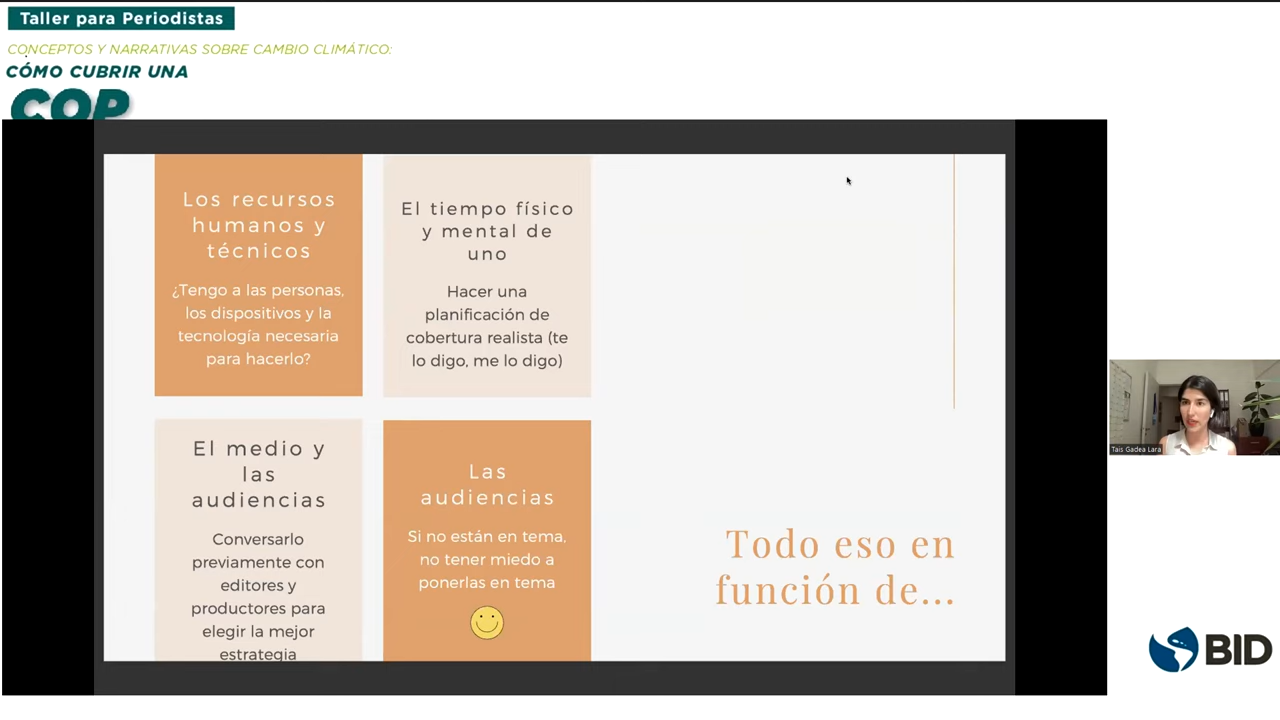 Taller para Periodistas
CONCEPTOS Y NARRATIVAS SOBRE CAMBIO CLIMÁTICO:
CÓMO CUBRIR UNA
COP
Los recursos
humanos y
técnicos
¿Tengo a las personas,
los dispositivos y la
tecnología necesaria
para hacerlo?
El tiempo físico
y mental de
uno
Hacer una
planificación de
cobertura realista (te
lo digo, me lo digo)
El medio y
las
audiencias
Conversarlo
previamente con
editores y
productores para
elegir la mejor
estrategia
Las
audiencias
Si no están en tema,
no tener miedo a
ponerlas en tema
Todo eso en
función de...
Tais Gadea Lara
BID